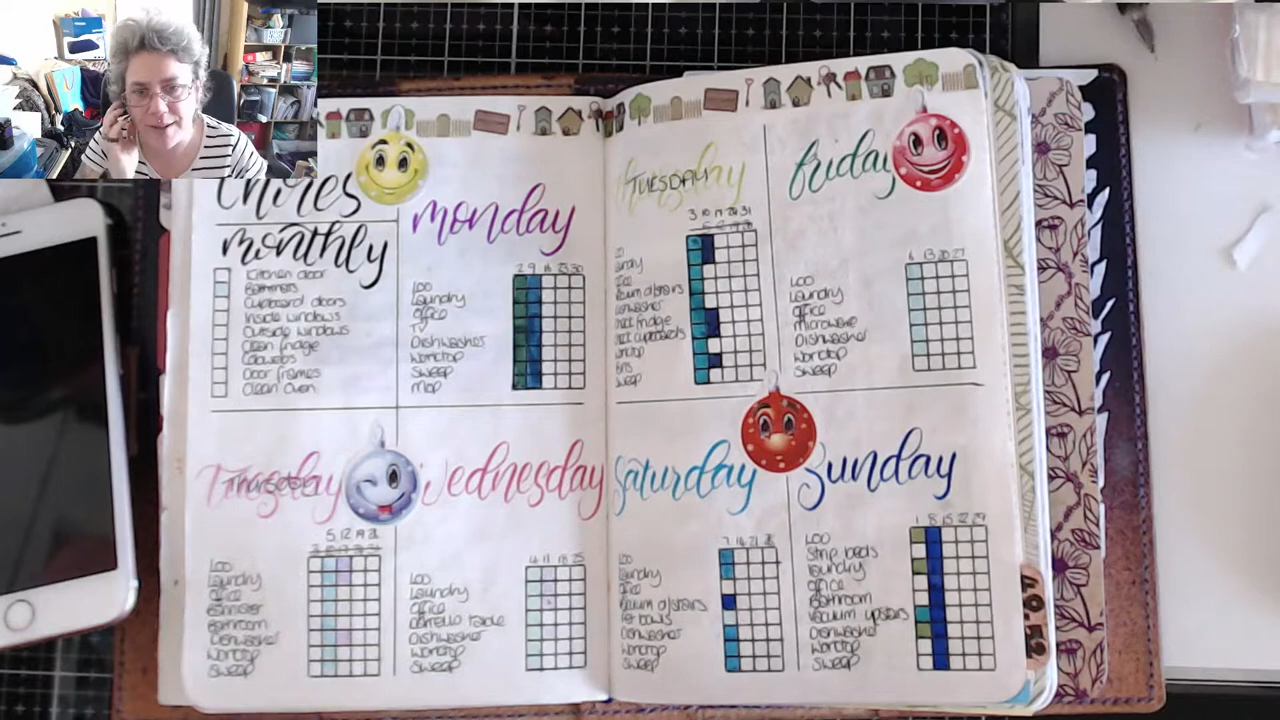 Chores
monthly
Kitchen door
Cupboard doors
Inside windows
Outside windows
Clean fridge
Cobwebs
Door frames
Clean oven
monday
2 9 16 23 30
LOO
Laundry
office
TV
Dishwasher
Worktop
Sweep
Mop
TUESDAY
3 10 17 24 31
Laundry
office
Worktop
Bins
Sweep
friday
6 13 20 27
LOO
Laundry
office
microwave
Dishwasher
Worktop
Sweep
Tuesday
Thursday
5 12 19 26
LOO
Laundry
office
Bathroom
Dishwasher
Worktop
Sweep
Wednesday
4 11 18 25
LOO
Laundry
office
Dishwasher
Worktop
Sweep
Saturday
7 14 21 28
LOO
Laundry
office
Dishwasher
Worktop
Sweep
Sunday
1 8 15 22 29
LOO
Strip beds
Laundry
office
Bathroom
Vacuum upstairs
Dishwasher
Worktop
Sweep